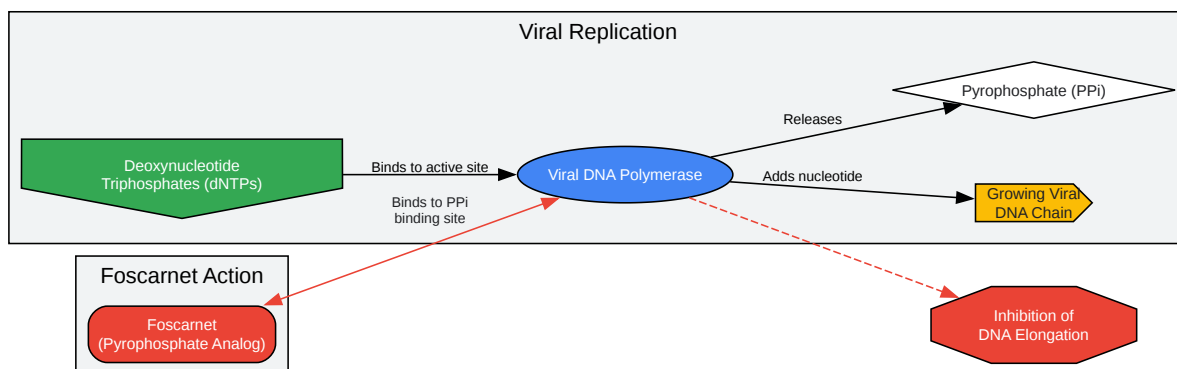 Viral Replication
Pyrophosphate (PPi)
Releases
Deoxynucleotide
Triphosphates (dNTPs)
Binds to active site
Viral DNA Polymerase
Adds nucleotide
Growing Viral
DNA Chain
Binds to PPi
binding site
Foscarnet Action
Foscarnet
(Pyrophosphate Analog)
Inhibition of
DNA Elongation